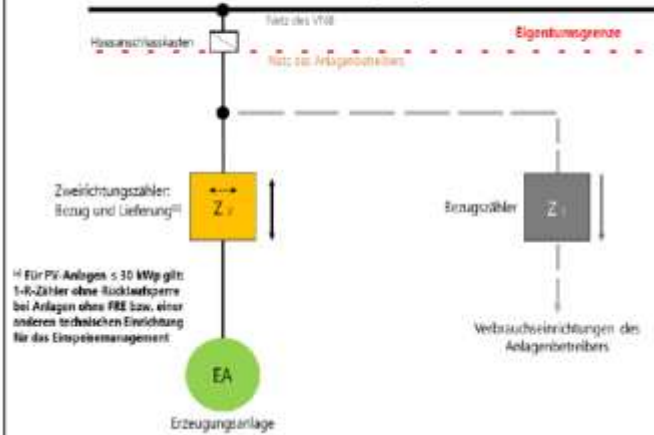 Netz des VNB
Eigentumsgrenze
Hausanschlusskasten
Netz des Anlagenbetreibers
Zweirichtungszähler:
Bezug und Lieferung
Z
Bezugszähler
Z
Für PV-Anlagen ≤ 30 kWp gilt:
1-R-Zähler ohne Rücklaufsperre
bei Anlagen ohne FRE bzw. einer
anderen technischen Einrichtung
für das Einspeisemanagement
Verbrauchseinrichtungen des
Anlagenbetreibers
EA
Erzeugungsanlage